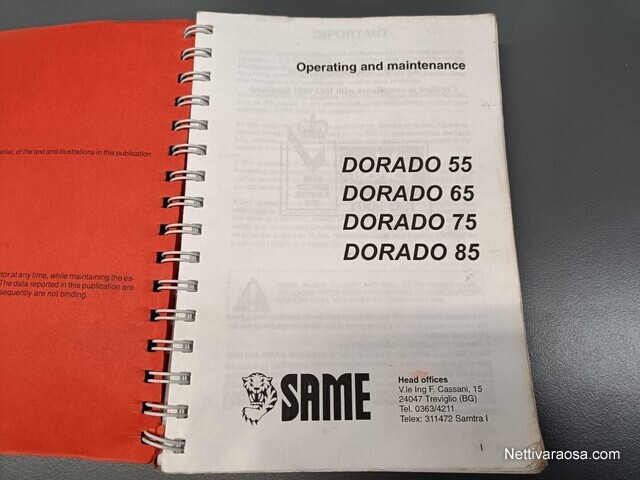 artial, of the text and illustrations in this publication
tor at any time, while maintaining the es-
The data reported in this publication are
sequently are not binding.
Operating and maintenance
DORADO 55
DORADO 65
DORADO 75
DORADO 85
SAME
Head offices
V.le Ing F. Cassani, 15
24047 Treviglio (BG)
Tel. 0363/4211
Telex: 311472 Samtra I
I
Nettivaraosa.com